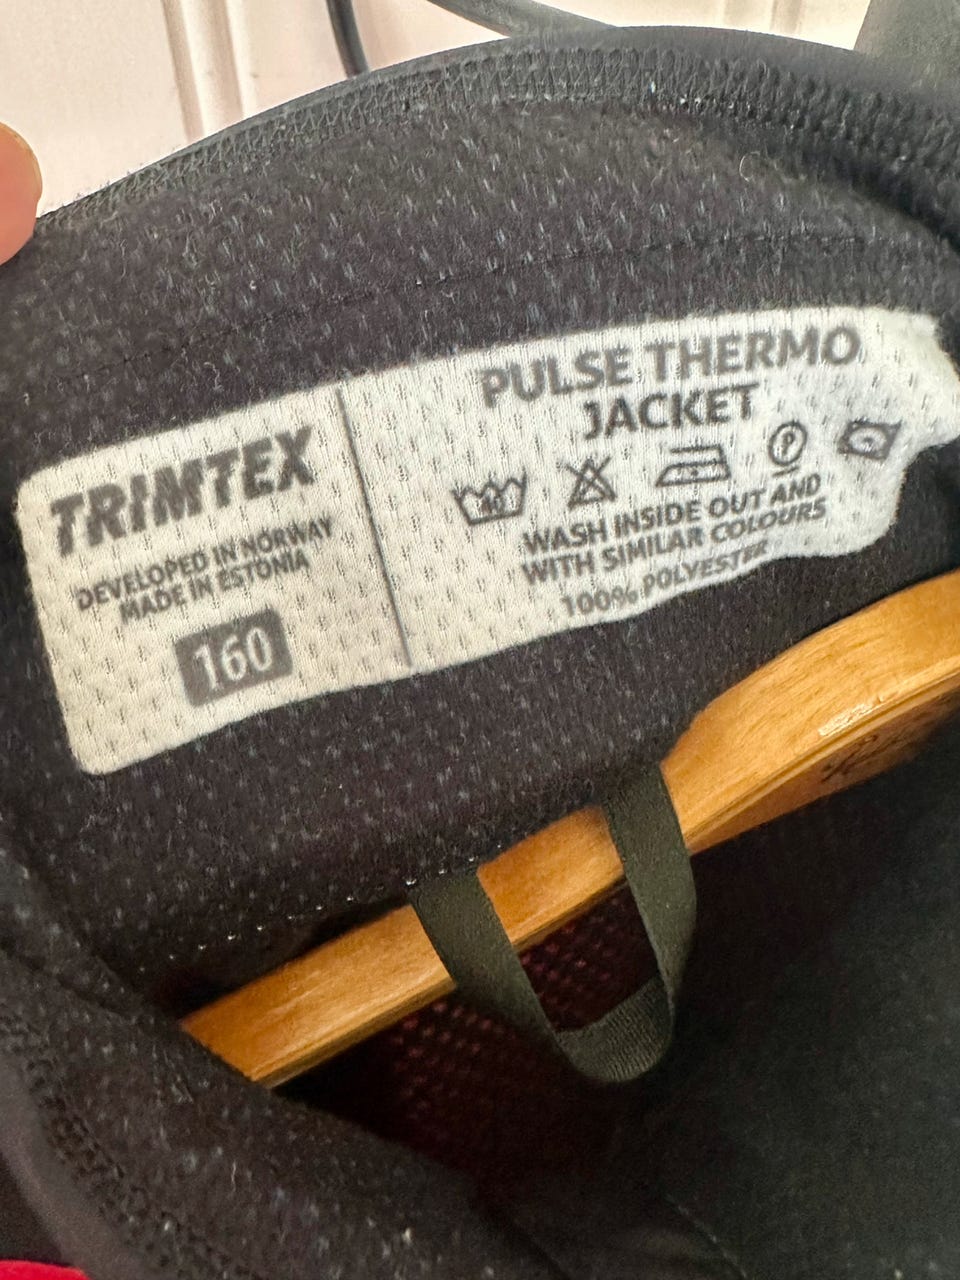 TRIMTEX
DEVELOPED IN NORWAY
MADE IN ESTONIA
160
PULSE THERMO
JACKET
40 P
WASH INSIDE OUT AND
WITH SIMILAR COLOURS
100% POLYESTER